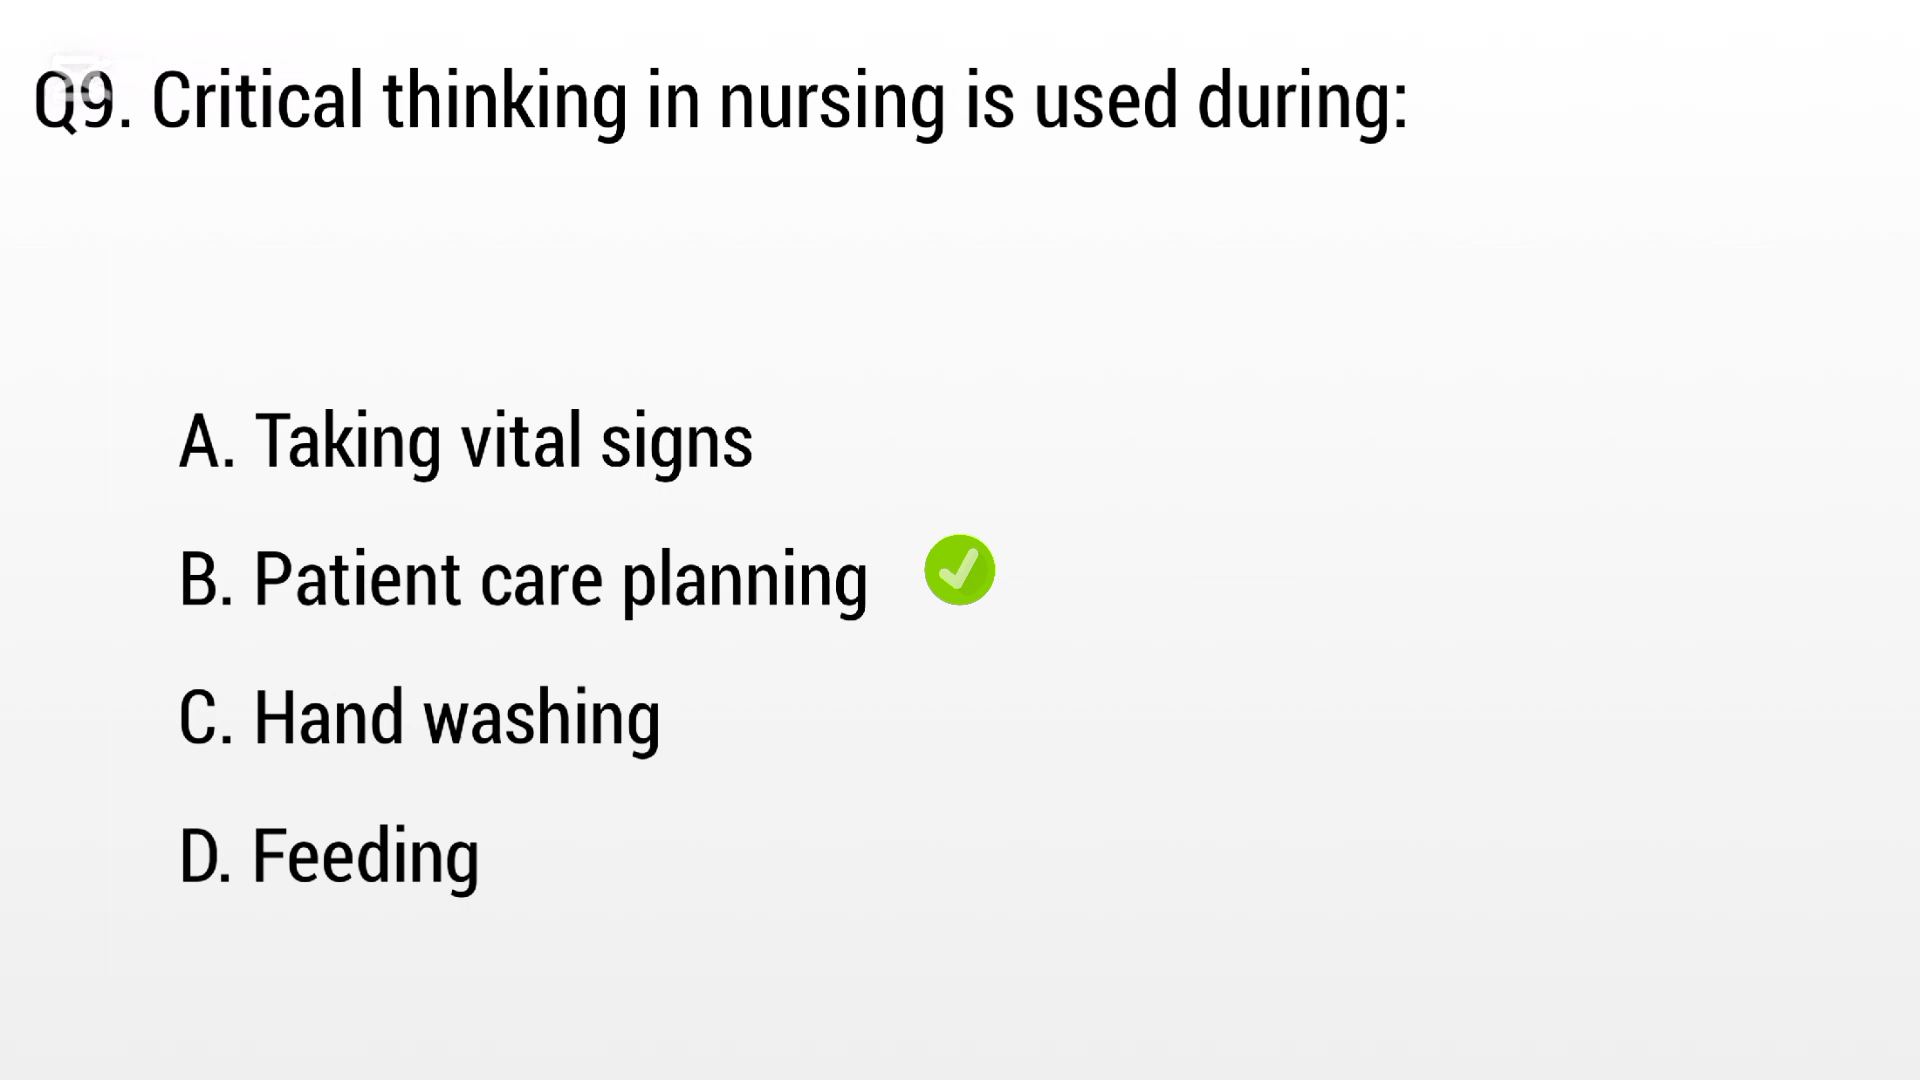 Q9. Critical thinking in nursing is used during:
A. Taking vital signs
B. Patient care planning
C. Hand washing
D. Feeding